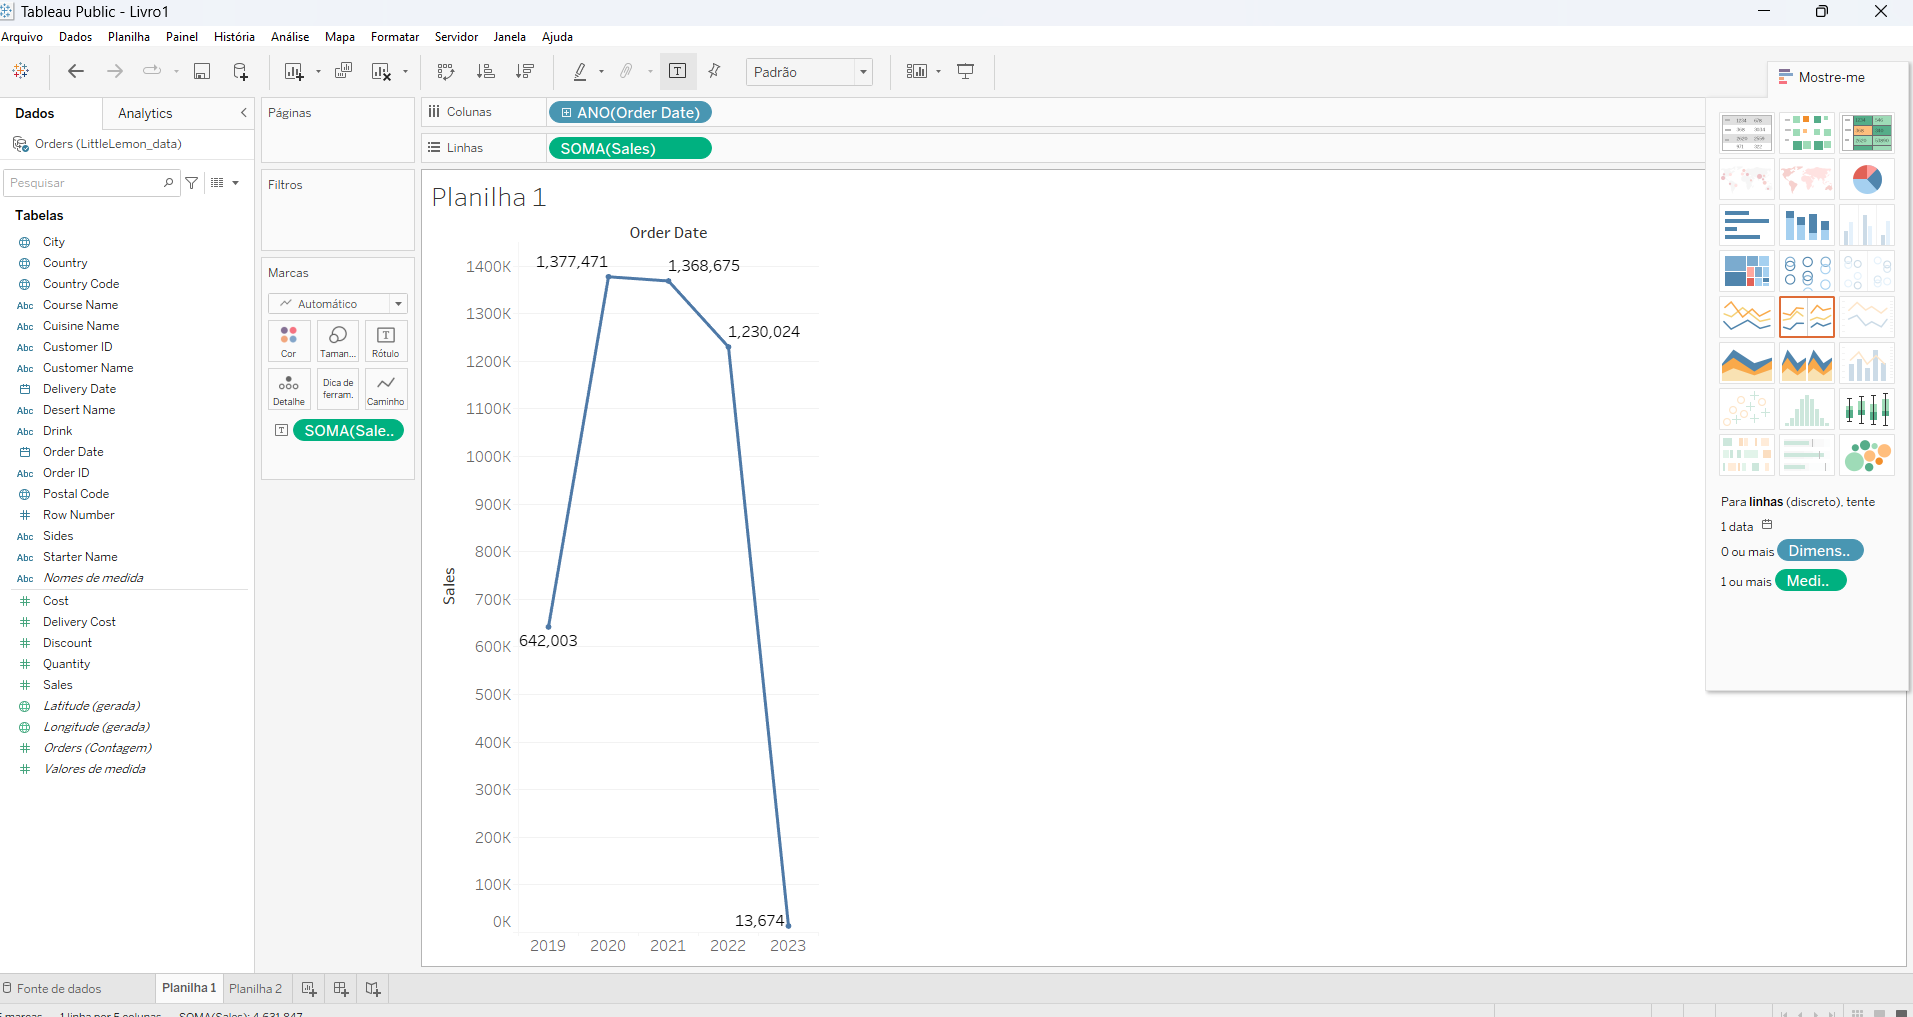 Tableau Public - Livro1
Arquivo Dados Planilha Painel História Análise Mapa Formatar Servidor Janela Ajuda
Padrão
Mostre-me
Dados Analytics
Orders (LittleLemon_data)
Pesquisar
Tabelas
City
Country
Country Code
Course Name
Cuisine Name
Customer ID
Customer Name
Delivery Date
Desert Name
Drink
Order Date
Order ID
Postal Code
Row Number
Sides
Starter Name
Nomes de medida
Cost
Delivery Cost
Discount
Quantity
Sales
Latitude (gerada)
Longitude (gerada)
Orders (Contagem)
Valores de medida
Páginas
Filtros
Marcas
Automático
Cor Taman... Rótulo
Detalhe Dica de ferram. Caminho
SOMA(Sale..
Colunas ANO(Order Date)
Linhas SOMA(Sales)
Planilha 1
Order Date
1400K
1300K
1200K
1100K
1000K
900K
800K
700K
600K
500K
400K
300K
200K
100K
0K
Sales
642,003
1,377,471
1,368,675
1,230,024
13,674
2019 2020 2021 2022 2023
Para linhas (discreto), tente
1 data
0 ou mais Dimens..
1 ou mais Medi..
Fonte de dados Planilha 1 Planilha 2
marcas 1 linha por 5 colunas SOMA(Sales): 4.631.847